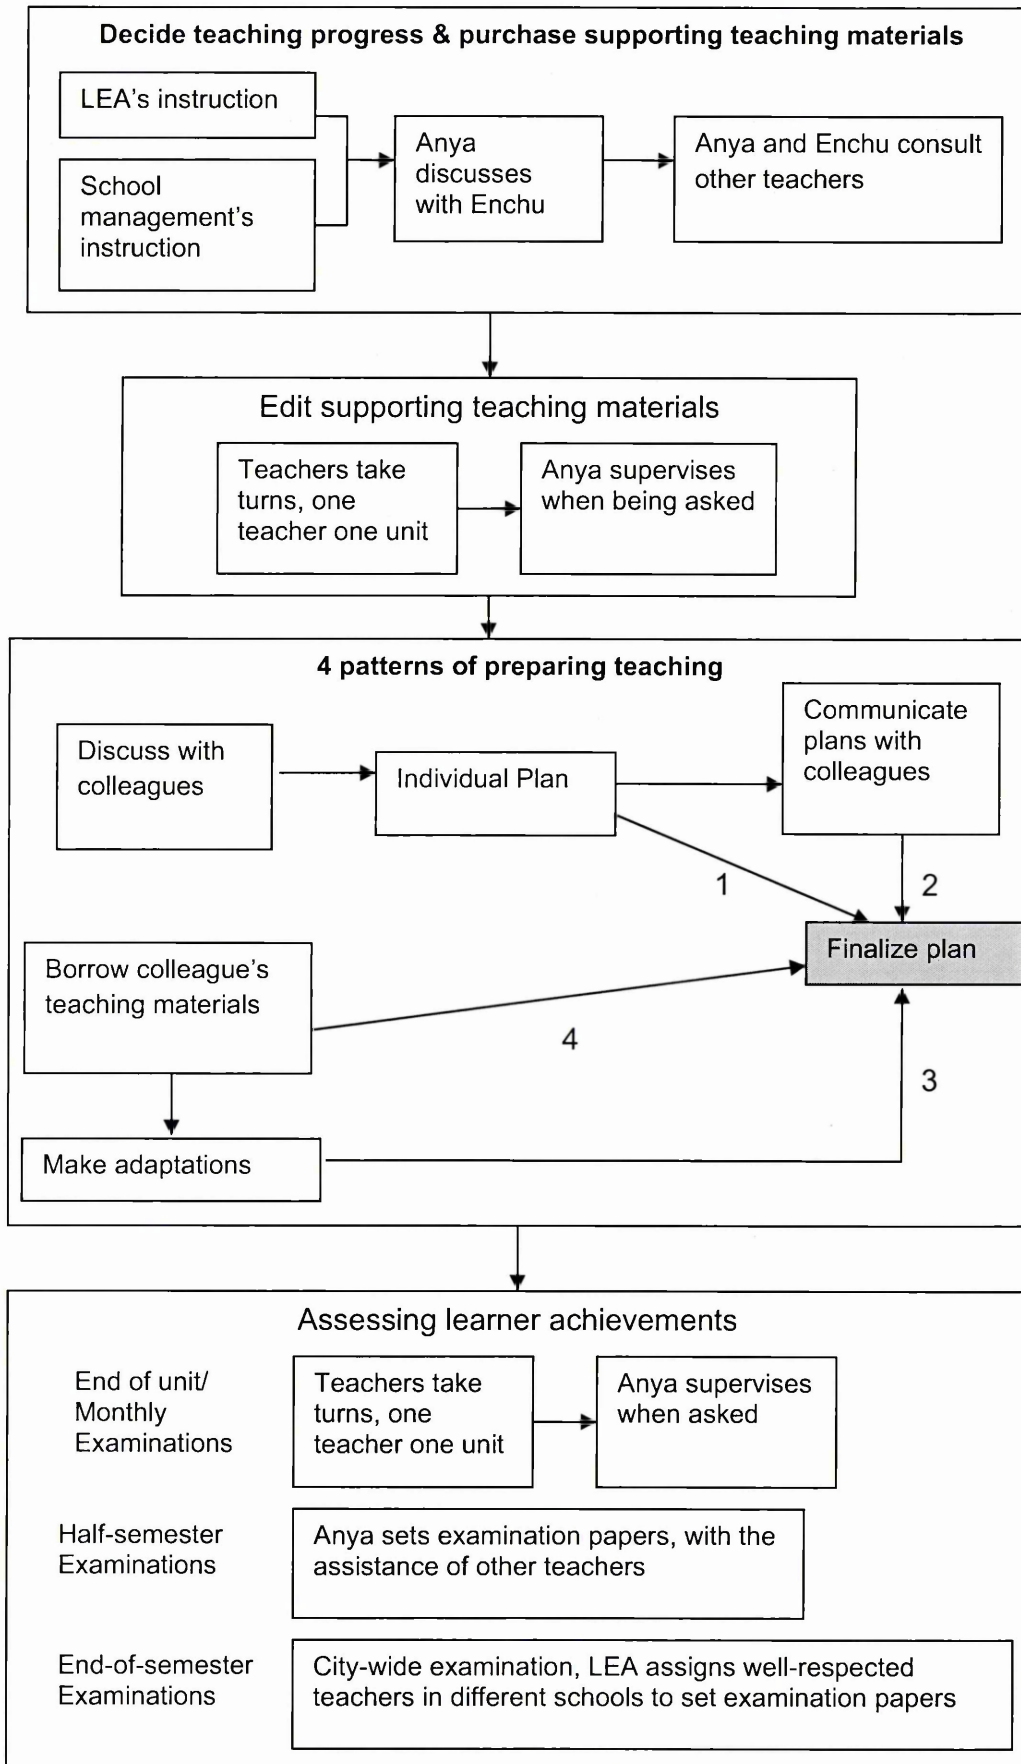 Decide teaching progress & purchase supporting teaching materials
LEA's instruction
School
management's
instruction
Anya
discusses
with Enchu
Anya and Enchu consult
other teachers
Edit supporting teaching materials
Teachers take
turns, one
teacher one unit
Anya supervises
when being asked
4 patterns of preparing teaching
Discuss with
colleagues
Individual Plan
Communicate
plans with
colleagues
1
2
Finalize plan
Borrow colleague's
teaching materials
4
3
Make adaptations
Assessing learner achievements
End of unit/
Monthly
Examinations
Teachers take
turns, one
teacher one unit
Anya supervises
when asked
Half-semester
Examinations
Anya sets examination papers, with the
assistance of other teachers
End-of-semester
Examinations
City-wide examination, LEA assigns well-respected
teachers in different schools to set examination papers